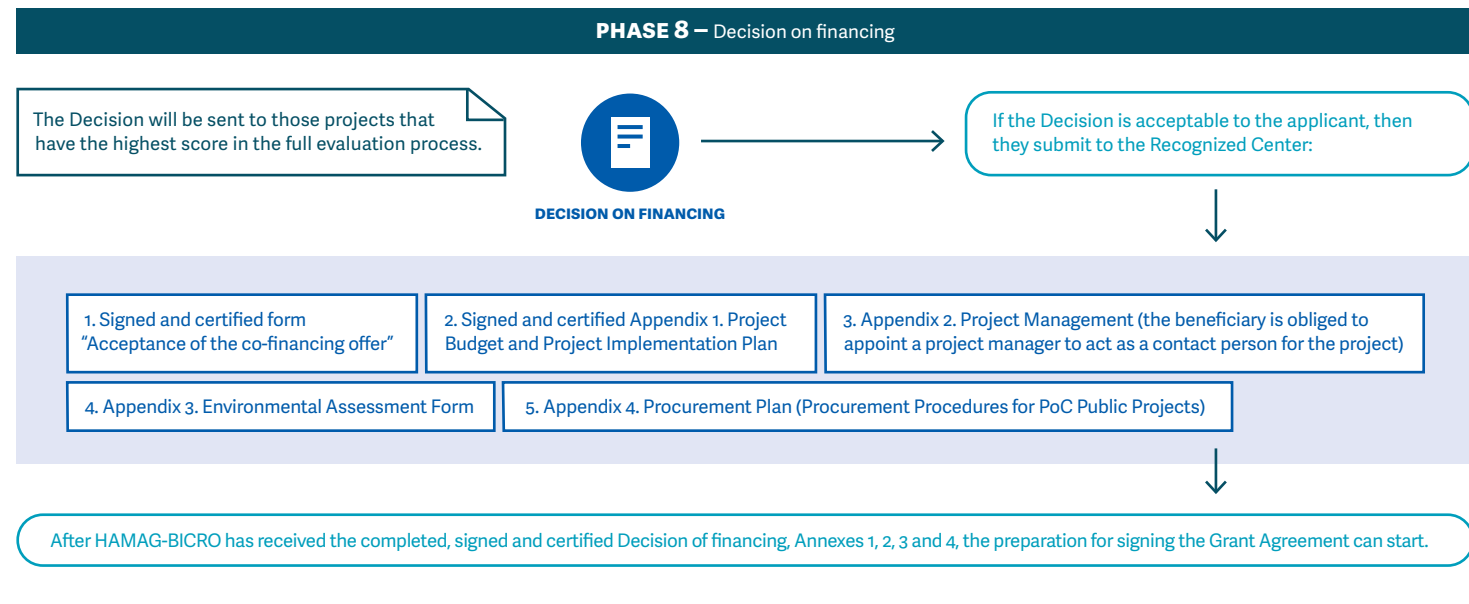 PHASE 8 – Decision on financing
The Decision will be sent to those projects that
have the highest score in the full evaluation process.
DECISION ON FINANCING
If the Decision is acceptable to the applicant, then
they submit to the Recognized Center:
1. Signed and certified form
“Acceptance of the co-financing offer”
2. Signed and certified Appendix 1. Project
Budget and Project Implementation Plan
3. Appendix 2. Project Management (the beneficiary is obliged to
appoint a project manager to act as a contact person for the project)
4. Appendix 3. Environmental Assessment Form
5. Appendix 4. Procurement Plan (Procurement Procedures for PoC Public Projects)
After HAMAG-BICRO has received the completed, signed and certified Decision of financing, Annexes 1, 2, 3 and 4, the preparation for signing the Grant Agreement can start.